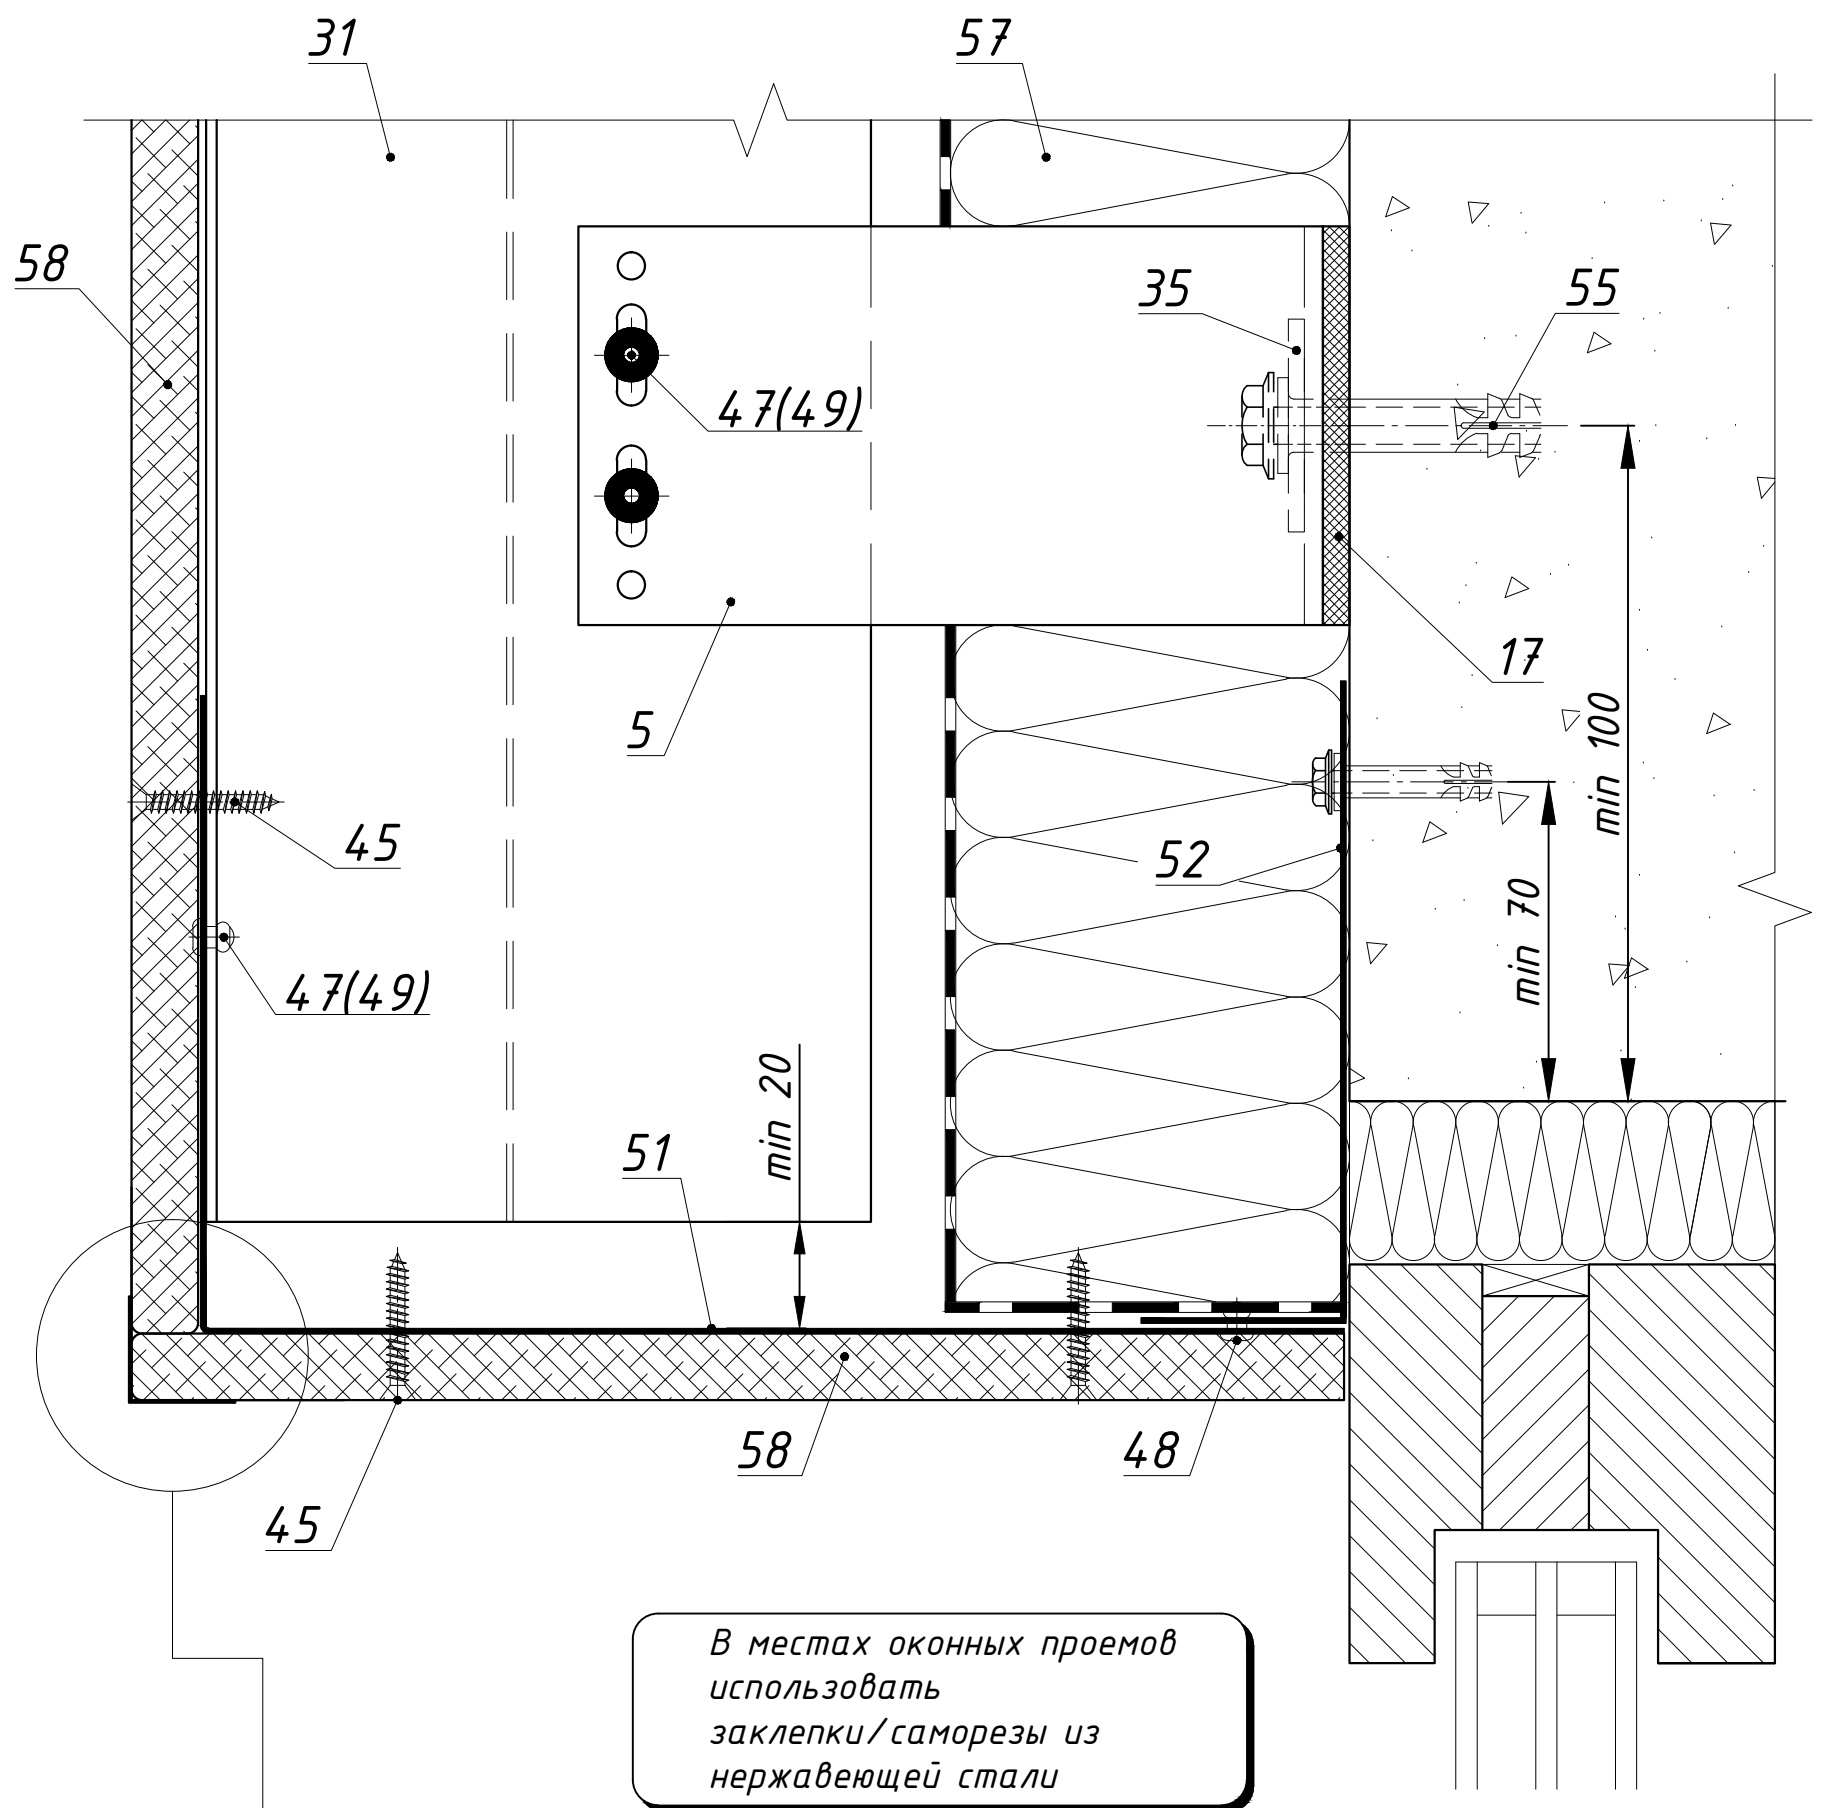 31
57
58
35
55
47(49)
17
5
min 100
45
52
min 70
47(49)
min 20
51
58
48
45
В местах оконных проемов
использовать
заклепки/саморезы из
нержавеющей стали